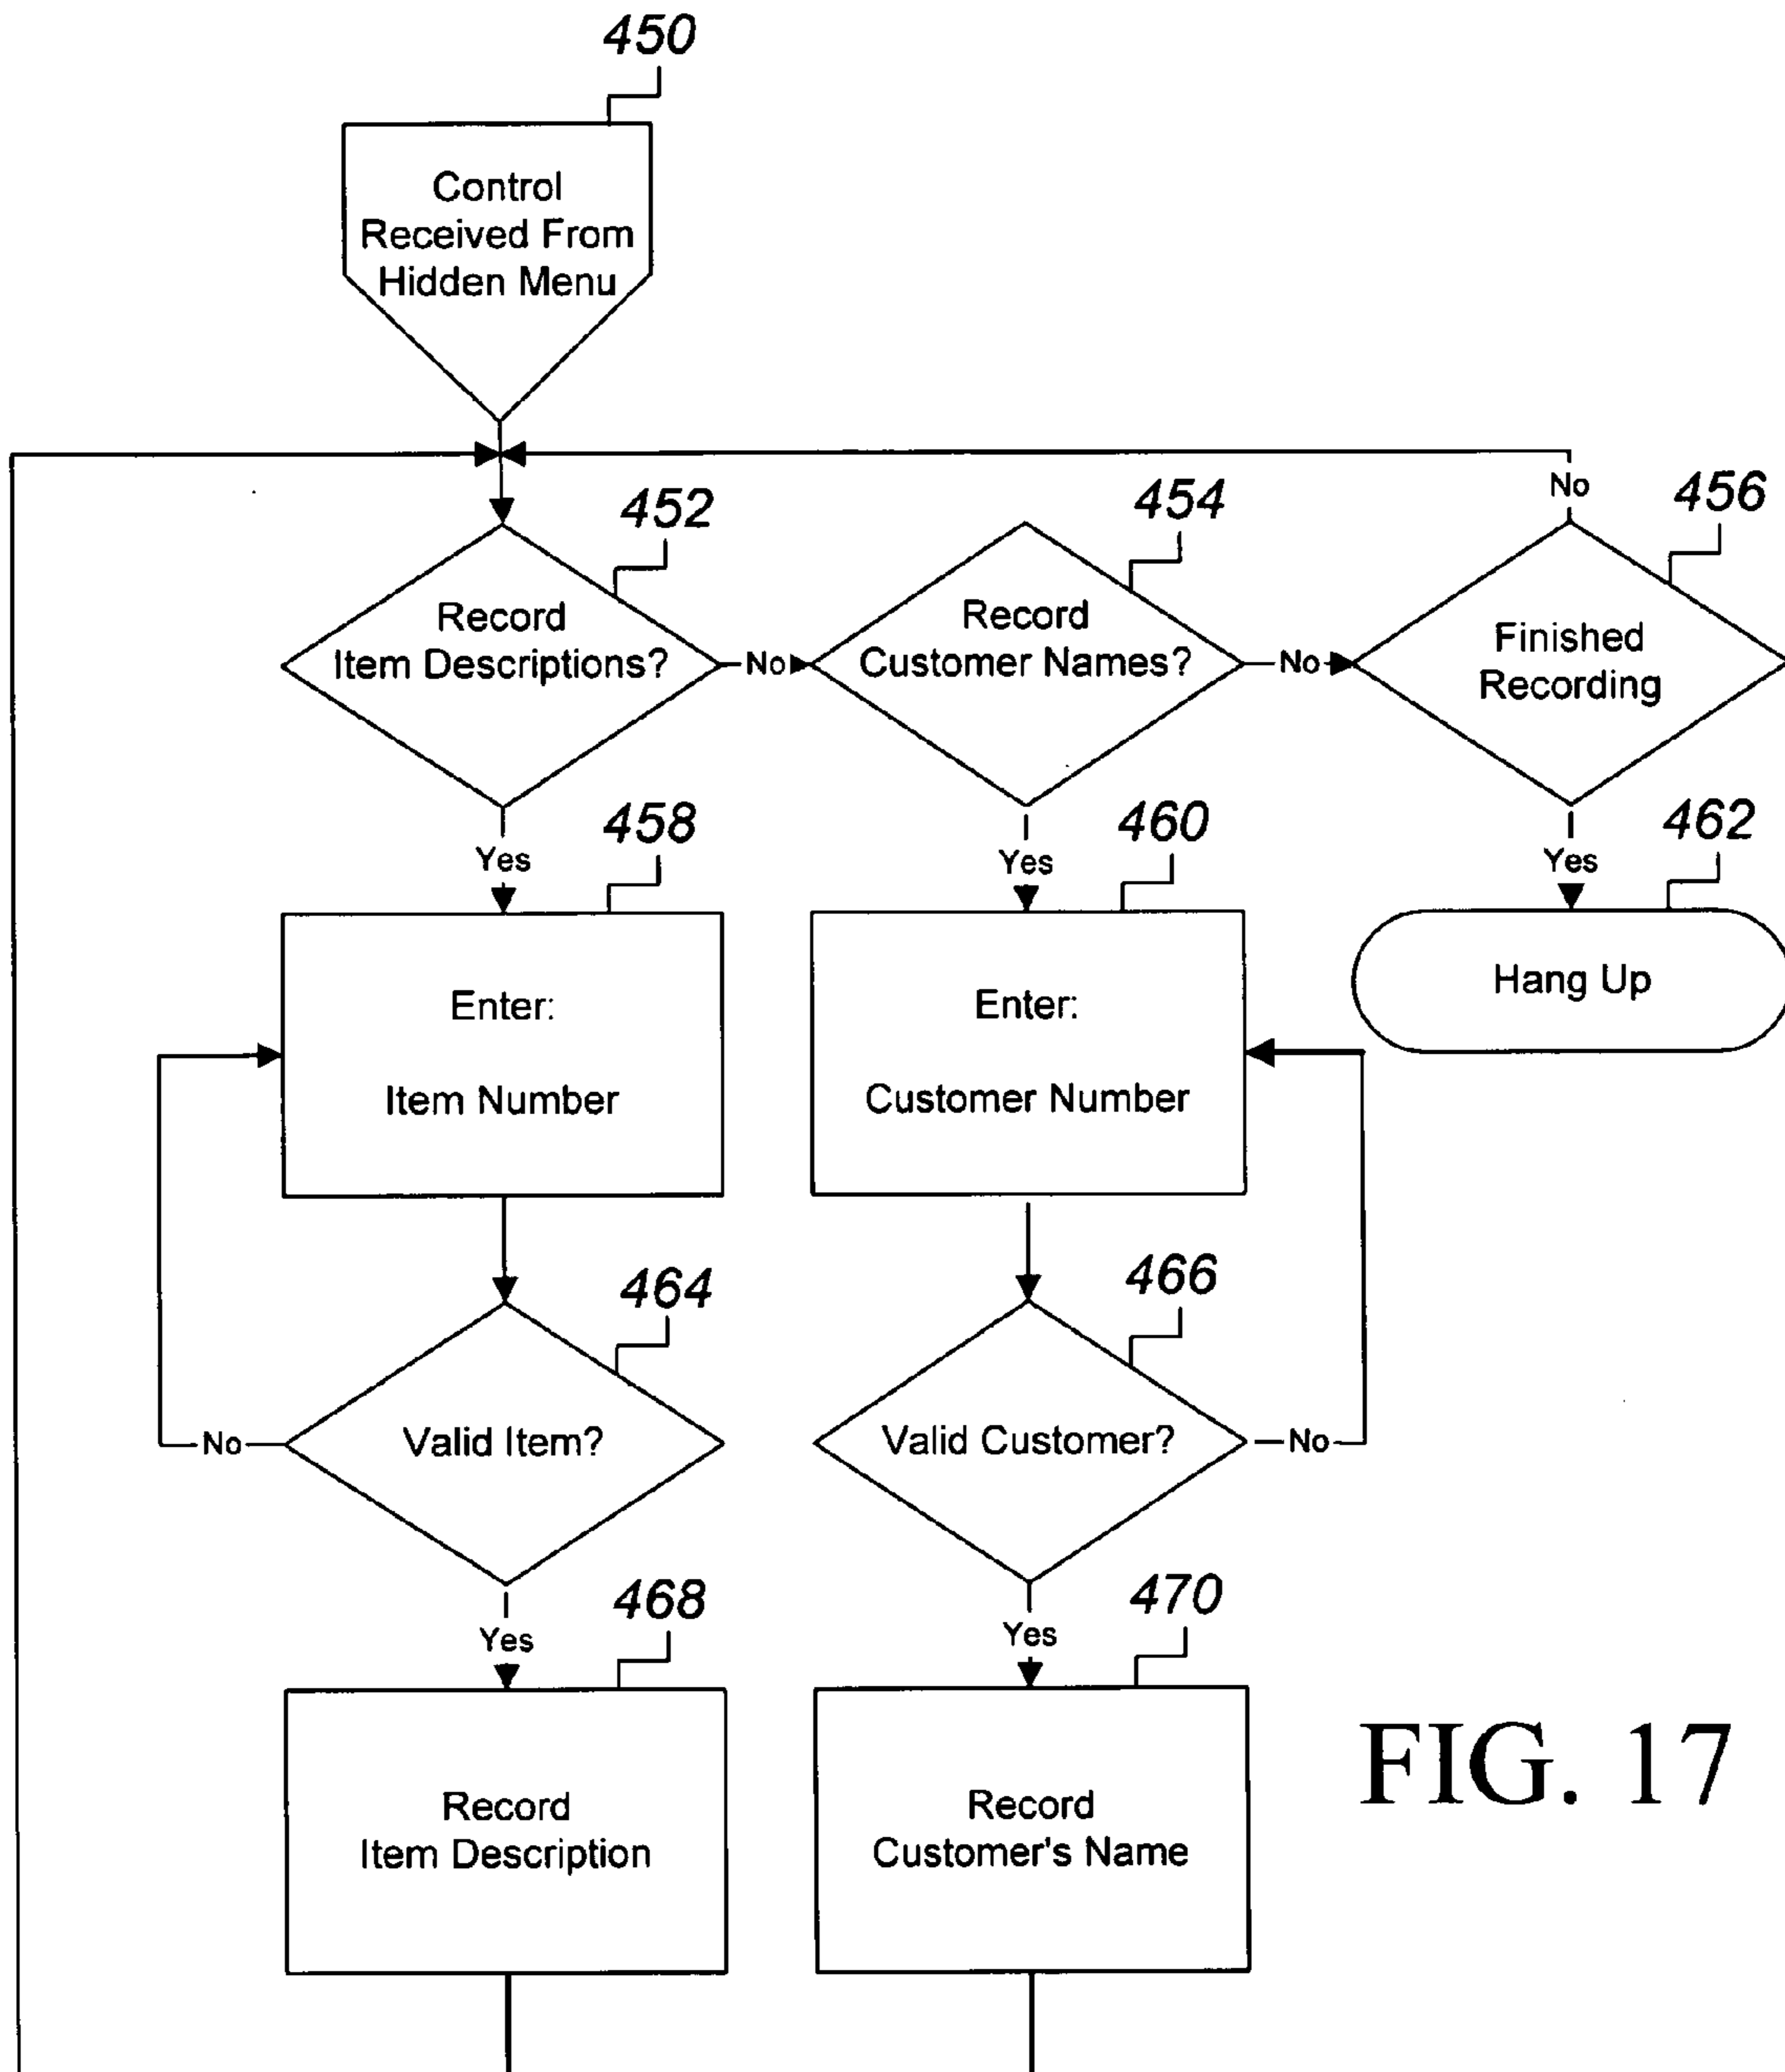 450
Control
Received From
Hidden Menu
No
452
454
456
Record
Item Descriptions?
No
Record
Customer Names?
No
Finished
Recording
458
460
462
Yes
Yes
Yes
Enter:
Item Number
Enter:
Customer Number
Hang Up
464
466
No
Valid Item?
Valid Customer?
No
468
470
Yes
Yes
Record
Item Description
Record
Customer's Name
FIG. 17